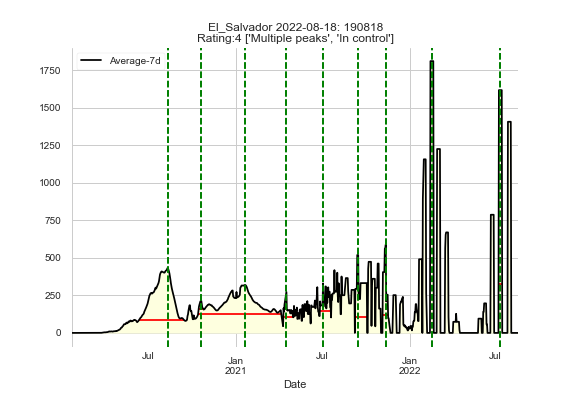 El_Salvador 2022-08-18: 190818
Rating:4 ['Multiple peaks', 'In control']
Average-7d
1750
1500
1250
1000
750
500
250
0
Jul
Jan
2021
Jul
Jan
2022
Jul
Date